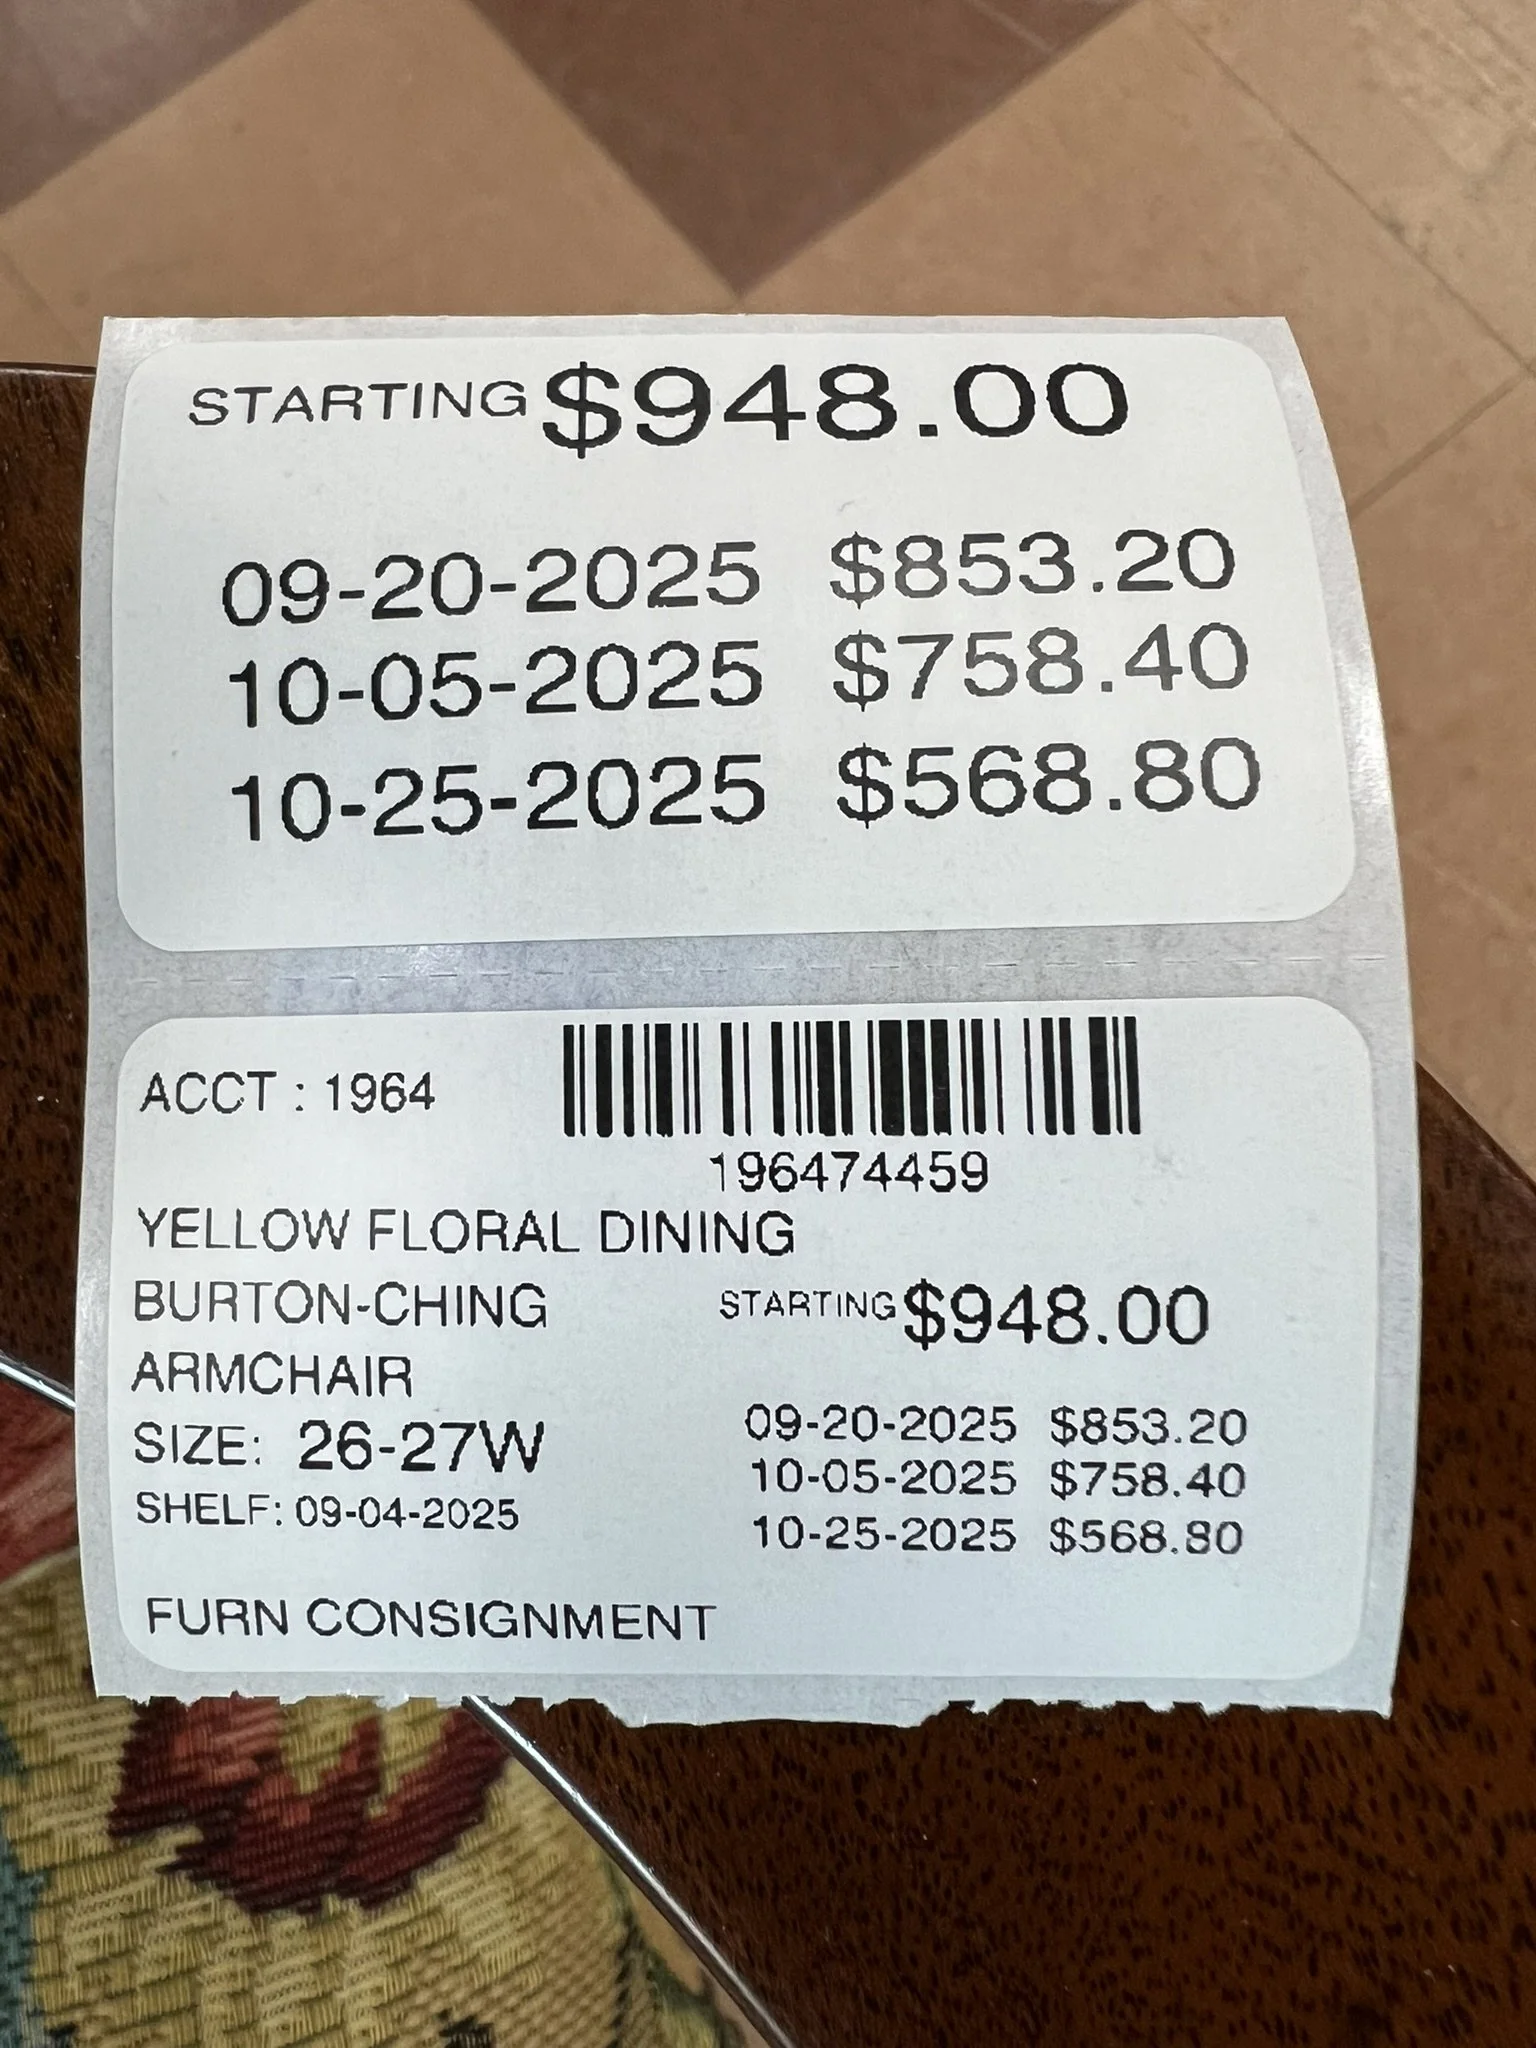 STARTING $948.00
09-20-2025 $853.20
10-05-2025 $758.40
10-25-2025 $568.80
ACCT : 1964
196474459
YELLOW FLORAL DINING
BURTON-CHING
ARMCHAIR
SIZE: 26-27W
SHELF: 09-04-2025
STARTING $948.00
09-20-2025 $853.20
10-05-2025 $758.40
10-25-2025 $568.80
FURN CONSIGNMENT